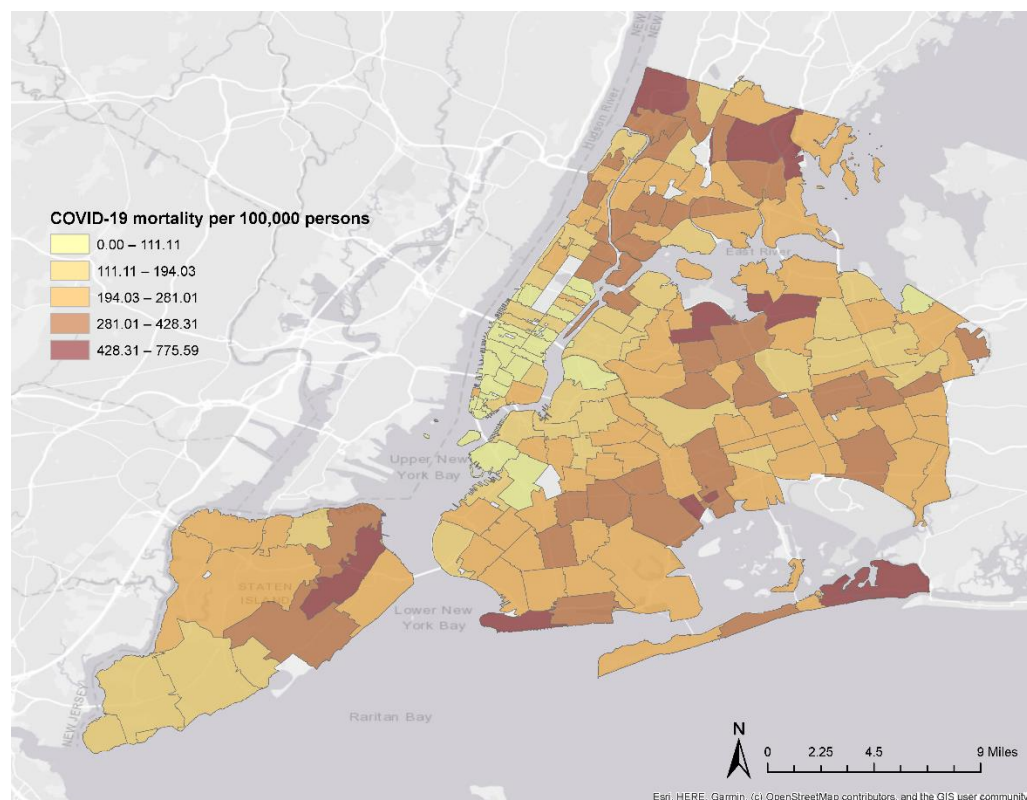 NEW
NEW
Hudson River
COVID-19 mortality per 100,000 persons
0.00 – 111.11
111.11 – 194.03
194.03 – 281.01
281.01 – 428.31
428.31 – 775.59
East River
Upper New
York Bay
STATEN
ISLAND
Lower New
York Bay
NEW JERSEY
Raritan Bay
N
0 2.25 4.5 9 Miles
Esri, HERE, Garmin, (c) OpenStreetMap contributors, and the GIS user community